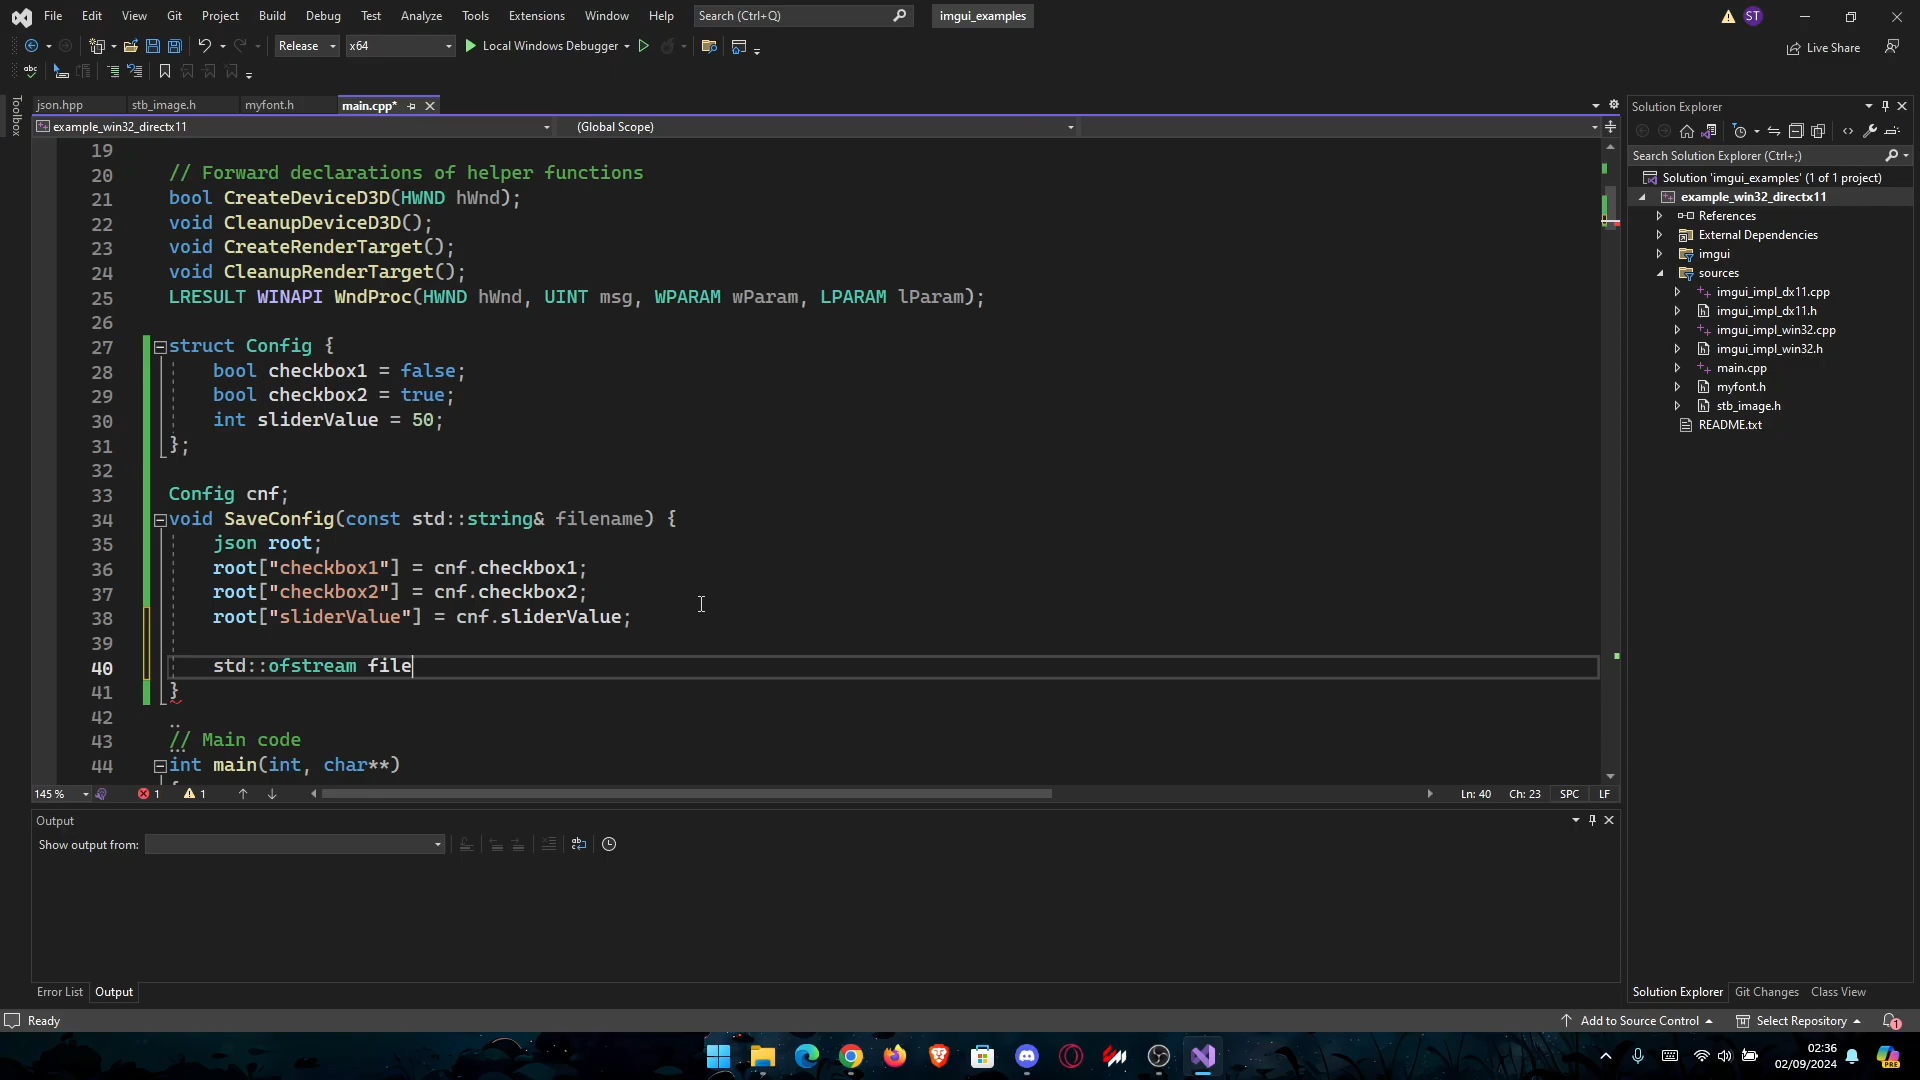 File Edit View Git Project Build Debug Test Analyze Tools Extensions Window Help Search (Ctrl+Q) imgui_examples ST
Release x64 Local Windows Debugger Live Share
abc
Toolbox
json.hpp stb_image.h myfont.h main.cpp*
example_win32_directx11 (Global Scope)
19
20 // Forward declarations of helper functions
21 bool CreateDeviceD3D(HWND hWnd);
22 void CleanupDeviceD3D();
23 void CreateRenderTarget();
24 void CleanupRenderTarget();
25 LRESULT WINAPI WndProc(HWND hWnd, UINT msg, WPARAM wParam, LPARAM lParam);
26
27 struct Config {
28 bool checkbox1 = false;
29 bool checkbox2 = true;
30 int sliderValue = 50;
31 };
32
33 Config cnf;
34 void SaveConfig(const std::string& filename) {
35 json root;
36 root["checkbox1"] = cnf.checkbox1;
37 root["checkbox2"] = cnf.checkbox2;
38 root["sliderValue"] = cnf.sliderValue;
39
40 std::ofstream file
41 }
42
43 // Main code
44 int main(int, char**)
145 % 1 1 Ln: 40 Ch: 23 SPC LF
Output
Show output from:
Error List Output
Solution Explorer
Search Solution Explorer (Ctrl+;)
Solution 'imgui_examples' (1 of 1 project)
example_win32_directx11
References
External Dependencies
imgui
sources
imgui_impl_dx11.cpp
imgui_impl_dx11.h
imgui_impl_win32.cpp
imgui_impl_win32.h
main.cpp
myfont.h
stb_image.h
README.txt
Solution Explorer Git Changes Class View
Ready Add to Source Control Select Repository 1
02:36
02/09/2024
PRE